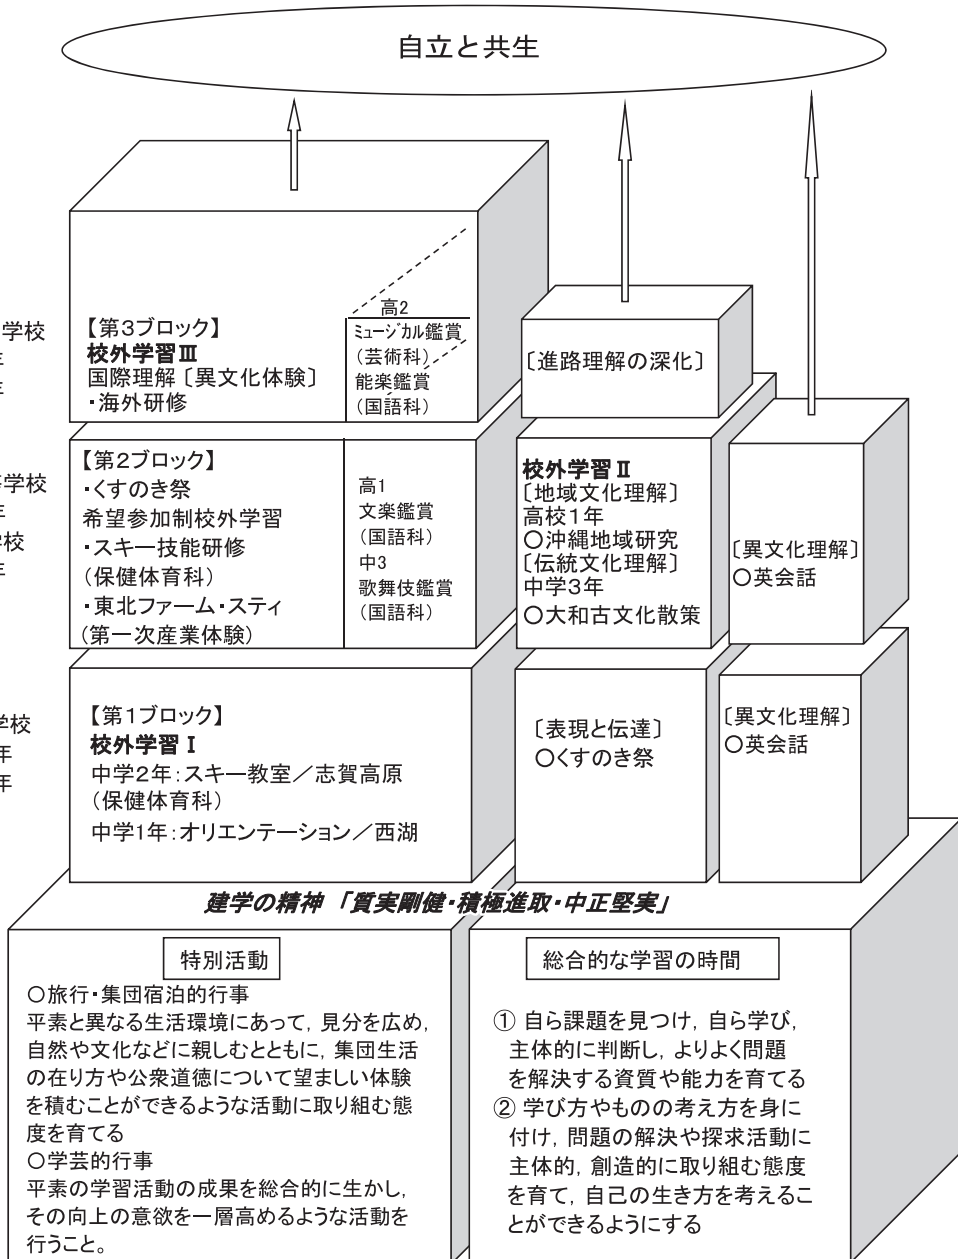 自立と共生
学校
年
年
【第3ブロック】
校外学習Ⅲ
国際理解〔異文化体験〕
・海外研修
高2
ミュージカル鑑賞
(芸術科)
能楽鑑賞
(国語科)
〔進路理解の深化〕
等学校
年
学校
年
【第2ブロック】
・くすのき祭
希望参加制校外学習
・スキー技能研修
(保健体育科)
・東北ファーム・スティ
(第一次産業体験)
高1
文楽鑑賞
(国語科)
中3
歌舞伎鑑賞
(国語科)
校外学習Ⅱ
〔地域文化理解〕
高校1年
○沖縄地域研究
〔伝統文化理解〕
中学3年
○大和古文化散策
〔異文化理解〕
○英会話
学校
年
年
【第1ブロック】
校外学習Ⅰ
中学2年:スキー教室/志賀高原
(保健体育科)
中学1年:オリエンテーション/西湖
〔表現と伝達〕
○くすのき祭
〔異文化理解〕
○英会話
建学の精神「質実剛健・積極進取・中正堅実」
特別活動
○旅行・集団宿泊的行事
平素と異なる生活環境にあって, 見分を広め,
自然や文化などに親しむとともに, 集団生活
の在り方や公衆道徳について望ましい体験
を積むことができるような活動に取り組む態
度を育てる
○学芸的行事
平素の学習活動の成果を総合的に生かし,
その向上の意欲を一層高めるような活動を
行うこと。
総合的な学習の時間
① 自ら課題を見つけ, 自ら学び,
主体的に判断し, よりよく問題
を解決する資質や能力を育てる
② 学び方やものの考え方を身に
付け, 問題の解決や探求活動に
主体的, 創造的に取り組む態度
を育て, 自己の生き方を考えるこ
とができるようにする